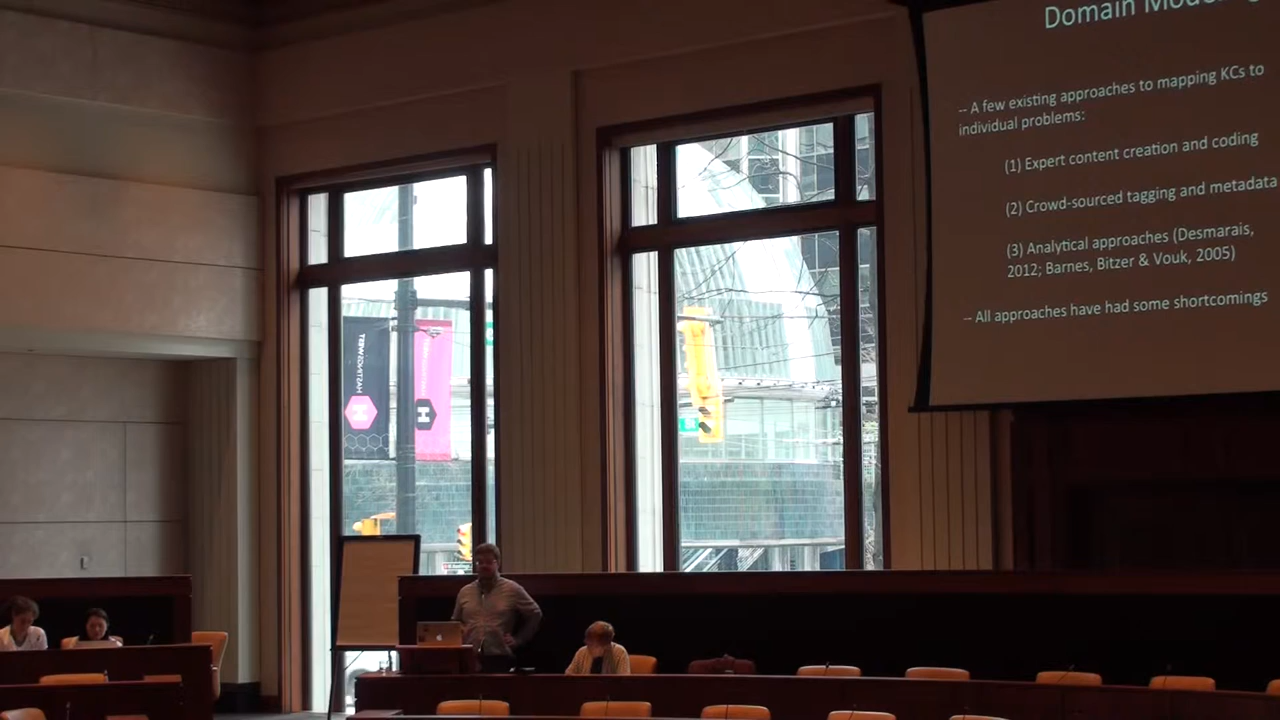 Domain
-- A few existing approaches to mapping KCs to
individual problems:
(1) Expert content creation and coding
(2) Crowd-sourced tagging and metadata
(3) Analytical approaches (Desmarais,
2012; Barnes, Bitzer & Vouk, 2005)
-- All approaches have had some shortcomings
H
H